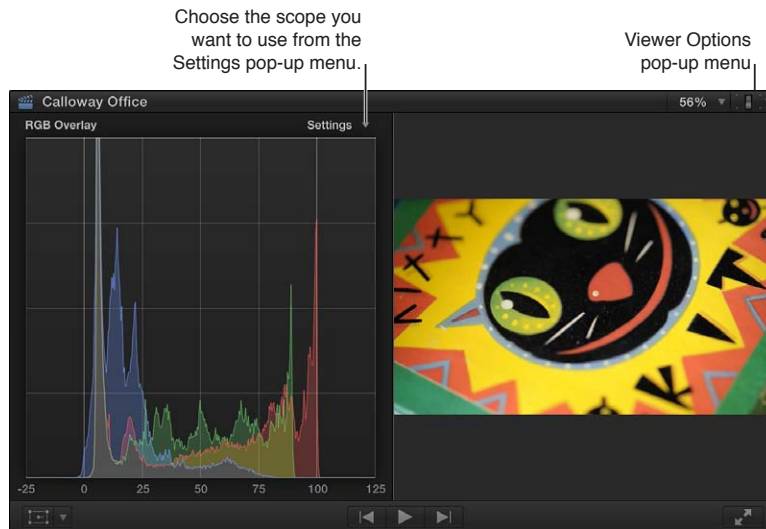 Choose the scope you
want to use from the
Settings pop-up menu.
Viewer Options
pop-up menu
Calloway Office
56%
RGB Overlay
Settings
-25 0 25 50 75 100 125